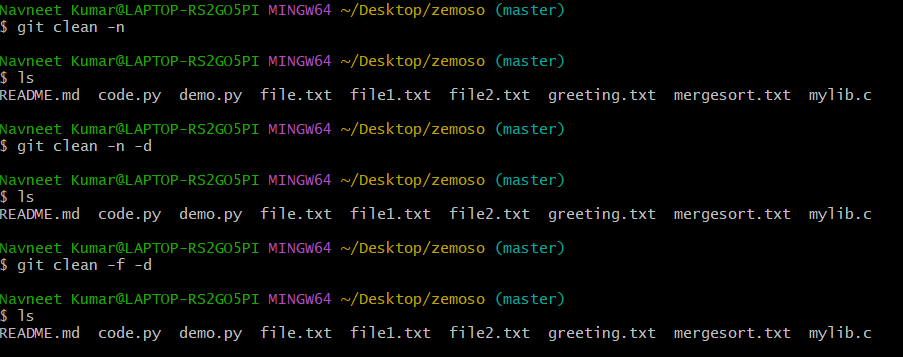 Navneet Kumar@LAPTOP-RS2GO5PI MINGW64 ~/Desktop/zemoso (master)
$ git clean -n
Navneet Kumar@LAPTOP-RS2GO5PI MINGW64 ~/Desktop/zemoso (master)
$ ls
README.md  code.py  demo.py  file.txt  file1.txt  file2.txt  greeting.txt  mergesort.txt  mylib.c
Navneet Kumar@LAPTOP-RS2GO5PI MINGW64 ~/Desktop/zemoso (master)
$ git clean -n -d
Navneet Kumar@LAPTOP-RS2GO5PI MINGW64 ~/Desktop/zemoso (master)
$ ls
README.md  code.py  demo.py  file.txt  file1.txt  file2.txt  greeting.txt  mergesort.txt  mylib.c
Navneet Kumar@LAPTOP-RS2GO5PI MINGW64 ~/Desktop/zemoso (master)
$ git clean -f -d
Navneet Kumar@LAPTOP-RS2GO5PI MINGW64 ~/Desktop/zemoso (master)
$ ls
README.md  code.py  demo.py  file.txt  file1.txt  file2.txt  greeting.txt  mergesort.txt  mylib.c